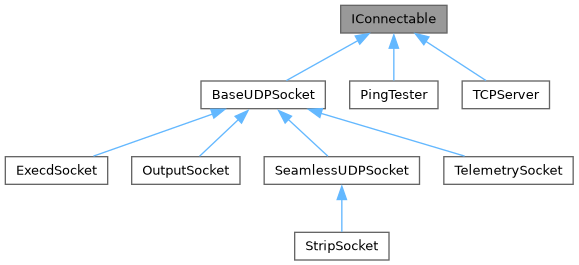 IConnectable
BaseUDPSocket
PingTester
TCPServer
ExecdSocket
OutputSocket
SeamlessUDPSocket
TelemetrySocket
StripSocket